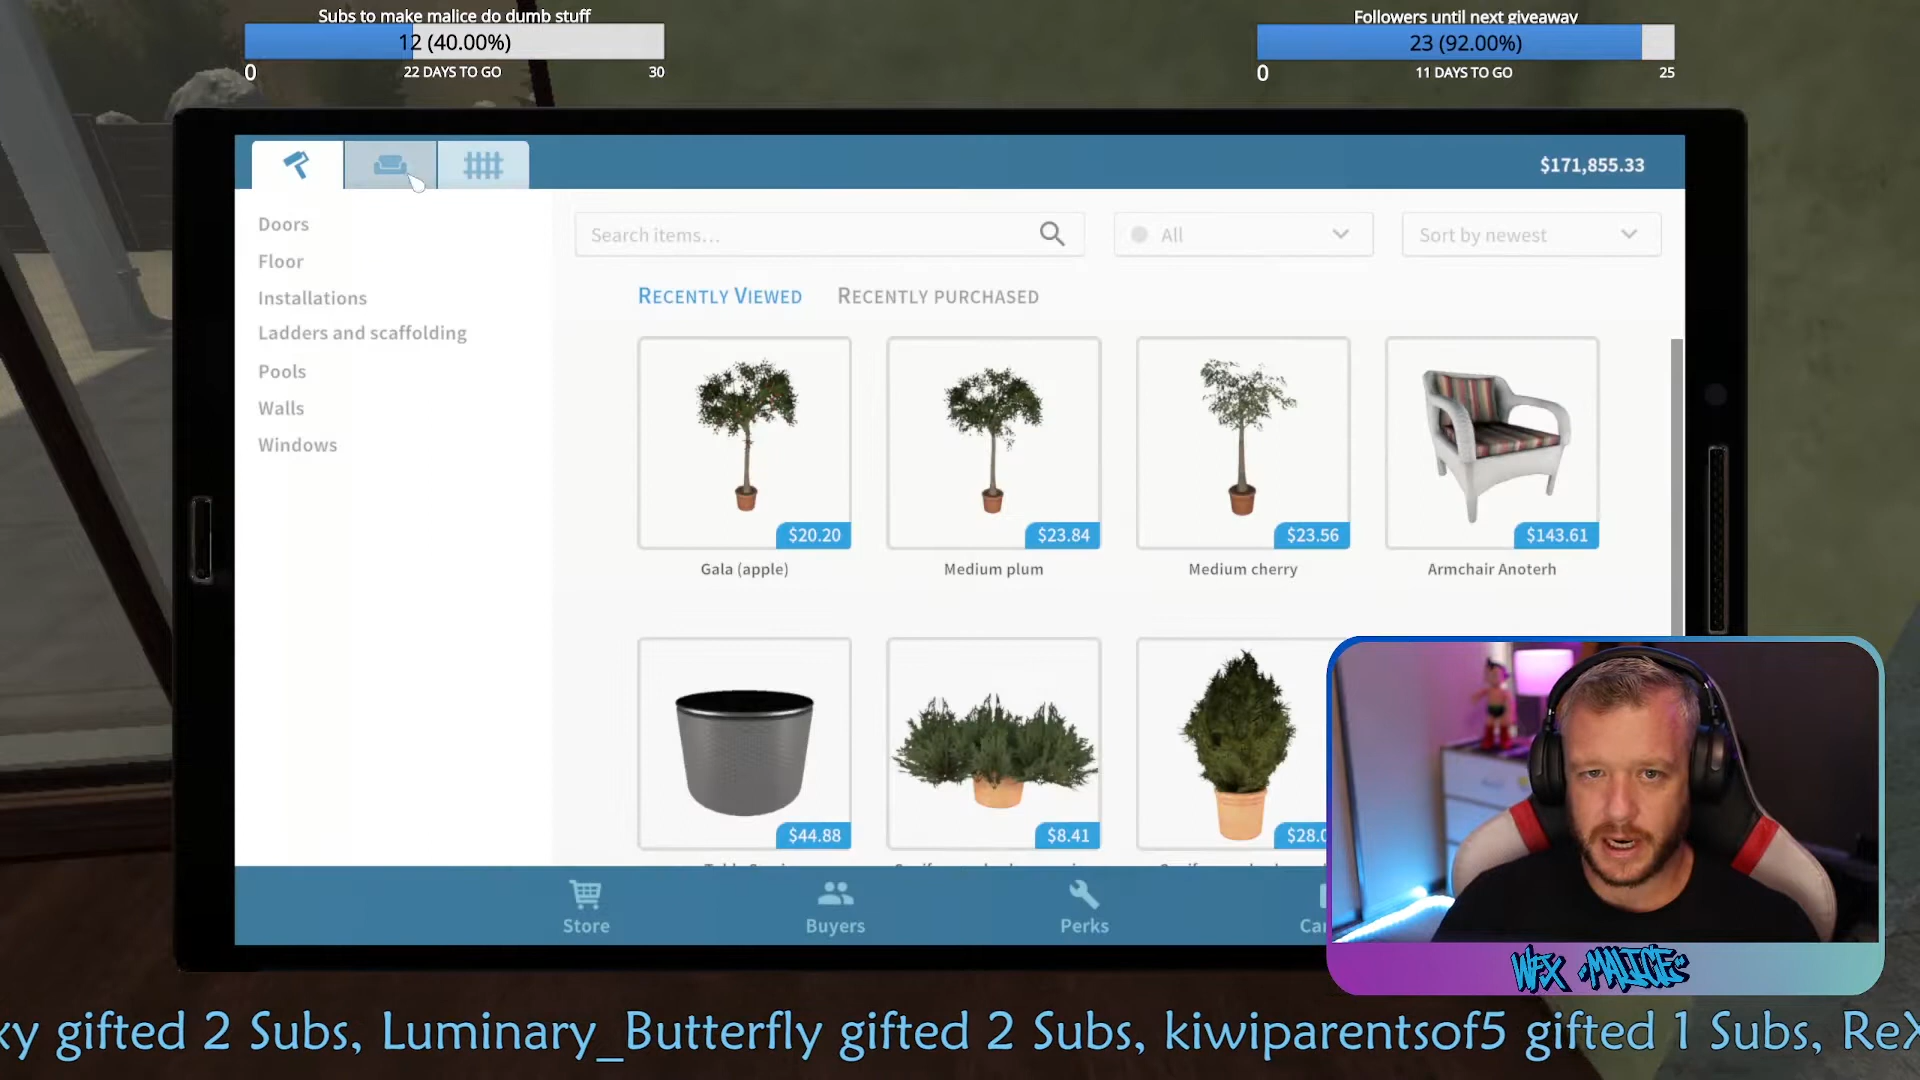 Subs to make malice do dumb stuff
12 (40.00%)
0 22 DAYS TO GO 30
Followers until next giveaway
23 (92.00%)
0 11 DAYS TO GO 25
$171,855.33
Doors
Floor
Installations
Ladders and scaffolding
Pools
Walls
Windows
Search items...
All
Sort by newest
Recently Viewed Recently purchased
$20.20 $23.84 $23.56 $143.61
Gala (apple) Medium plum Medium cherry Armchair Anoterh
$44.88 $8.41
Store Buyers Perks
WFX MALICE
xy gifted 2 Subs, Luminary_Butterfly gifted 2 Subs, kiwiparentsof5 gifted 1 Subs, ReX